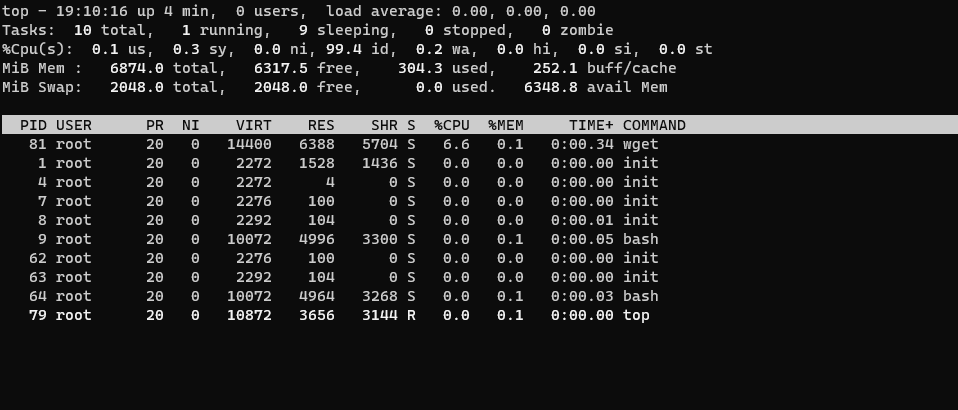 top - 19:10:16 up 4 min,  0 users,  load average: 0.00, 0.00, 0.00
Tasks:  10 total,   1 running,   9 sleeping,   0 stopped,   0 zombie
%Cpu(s):  0.1 us,  0.3 sy,  0.0 ni, 99.4 id,  0.2 wa,  0.0 hi,  0.0 si,  0.0 st
MiB Mem :   6874.0 total,   6317.5 free,    304.3 used,    252.1 buff/cache
MiB Swap:   2048.0 total,   2048.0 free,      0.0 used.   6348.8 avail Mem
  PID USER      PR  NI    VIRT    RES    SHR S  %CPU  %MEM     TIME+ COMMAND
   81 root      20   0   14400   6388   5704 S   6.6   0.1   0:00.34 wget
    1 root      20   0    2272   1528   1436 S   0.0   0.0   0:00.00 init
    4 root      20   0    2272      4      0 S   0.0   0.0   0:00.00 init
    7 root      20   0    2276    100      0 S   0.0   0.0   0:00.00 init
    8 root      20   0    2292    104      0 S   0.0   0.0   0:00.01 init
    9 root      20   0   10072   4996   3300 S   0.0   0.1   0:00.05 bash
   62 root      20   0    2276    100      0 S   0.0   0.0   0:00.00 init
   63 root      20   0    2292    104      0 S   0.0   0.0   0:00.00 init
   64 root      20   0   10072   4964   3268 S   0.0   0.1   0:00.03 bash
   79 root      20   0   10872   3656   3144 R   0.0   0.1   0:00.00 top